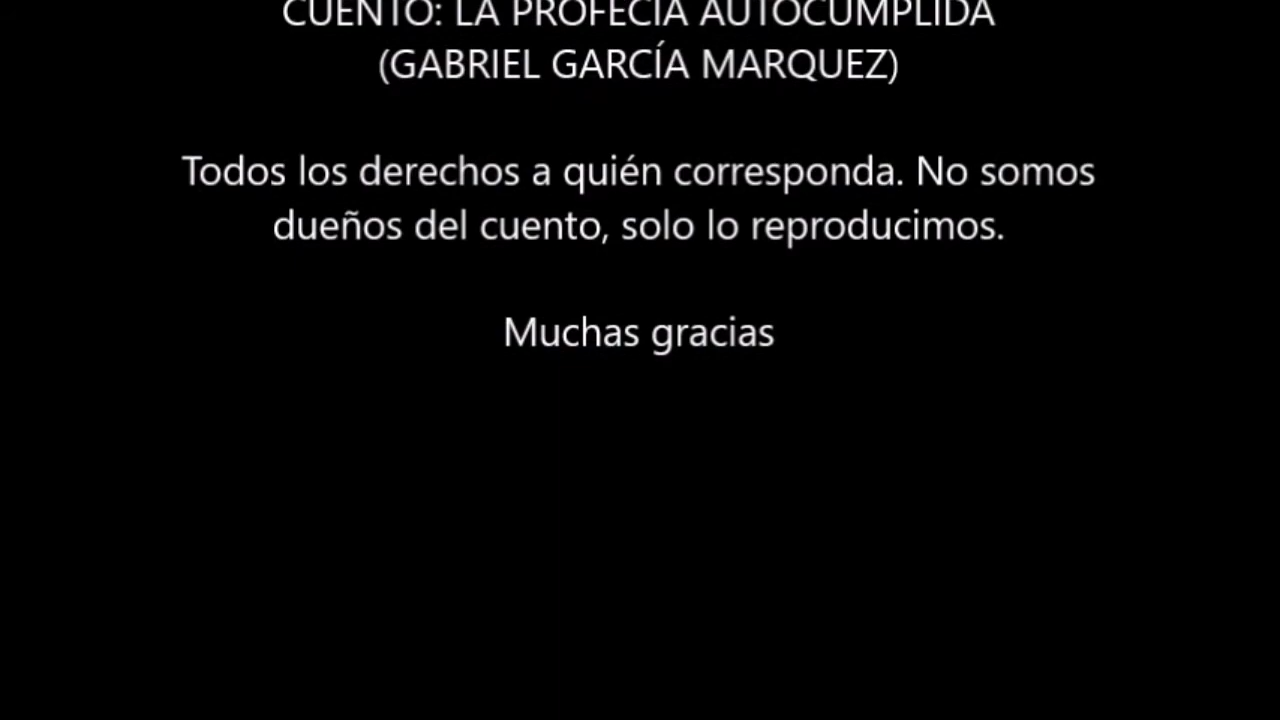 CUENTO: LA PROFECÍA AUTOCUMPLIDA
(GABRIEL GARCÍA MARQUEZ)
Todos los derechos a quién corresponda. No somos
dueños del cuento, solo lo reproducimos.
Muchas gracias